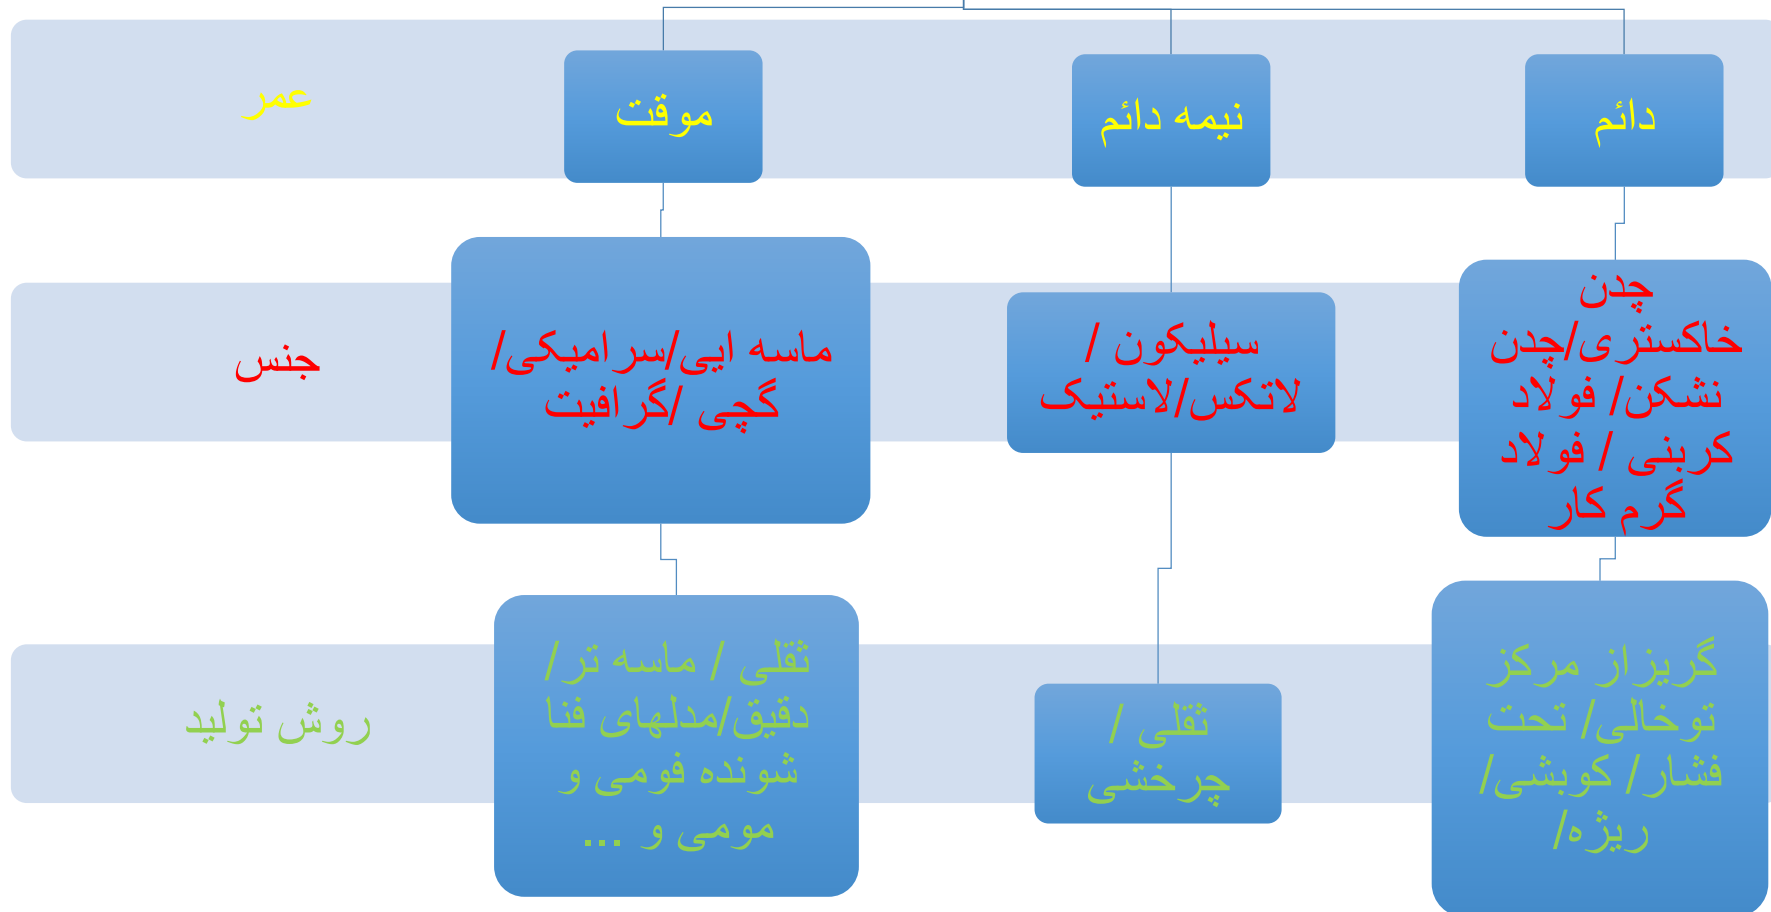 دائم
نیمه دائم
موقت
عمر
چدن
خاکستری/چدن
نشکن/ فولاد
کربنی / فولاد
گرم کار
سیلیکون /
لاتکس/لاستیک
ماسه ایی/سرامیکی/
گچی /گرافیت
جنس
گریز از مرکز
توخالی/ تحت
فشار/ کوبشی/
ریژه/
ثقلی /
چرخشی
ثقلی / ماسه تر/
دقیق/مدلهای فنا
شونده فومی و
مومی و ...
روش تولید